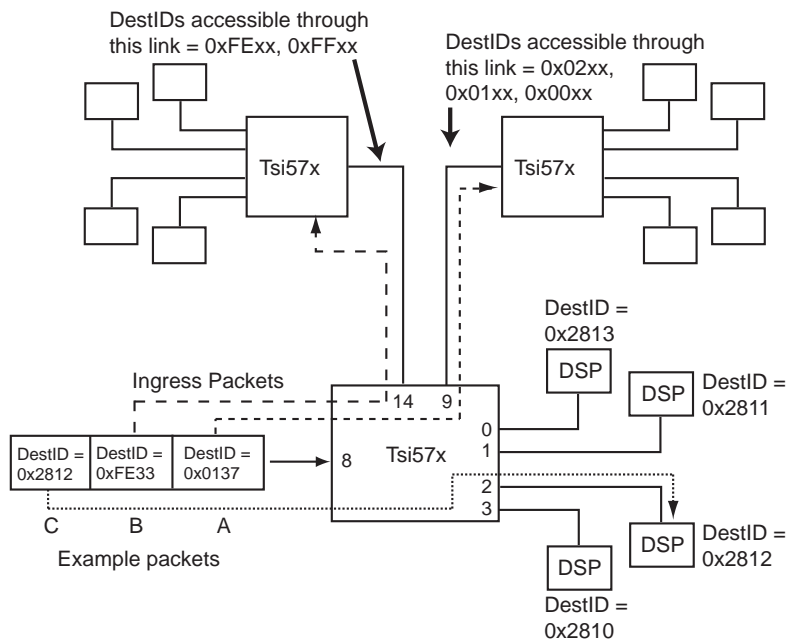 DestIDs accessible through
this link = 0xFExx, 0xFFxx
DestIDs accessible through
this link = 0x02xx,
0x01xx, 0x00xx
Tsi57x
Tsi57x
DestID =
0x2813
Ingress Packets
DSP
DSP
DestID =
0x2811
14
9
0
1
DestID =
0x2812
DestID =
0xFE33
DestID =
0x0137
8
Tsi57x
2
3
C
B
A
Example packets
DSP
DestID =
0x2812
DSP
DestID =
0x2810